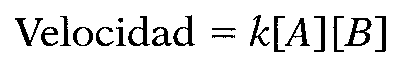 Velocidad = k[A][B]